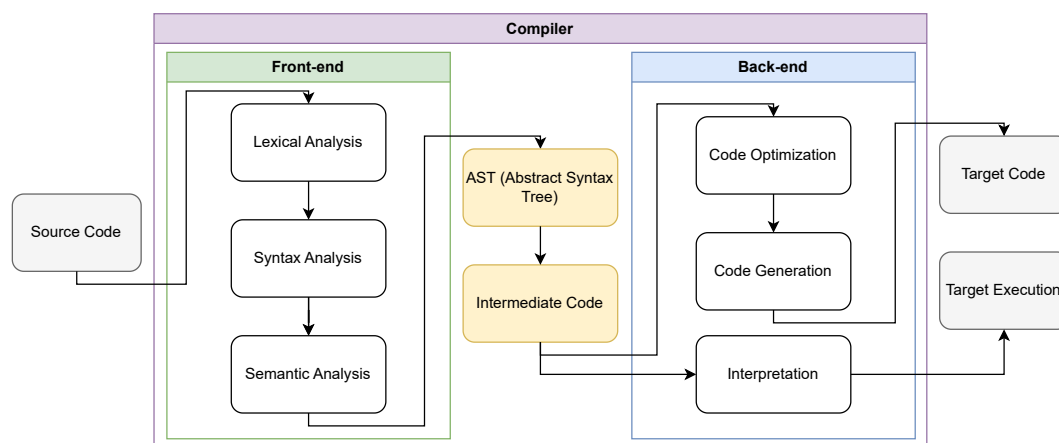 Compiler
Front-end
Back-end
Lexical Analysis
Syntax Analysis
Semantic Analysis
Source Code
AST (Abstract Syntax
Tree)
Intermediate Code
Code Optimization
Code Generation
Interpretation
Target Code
Target Execution